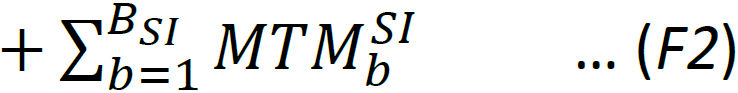 + ∑_{b=1}^{B_{SI}} MTM_b^{SI} ... (F2)